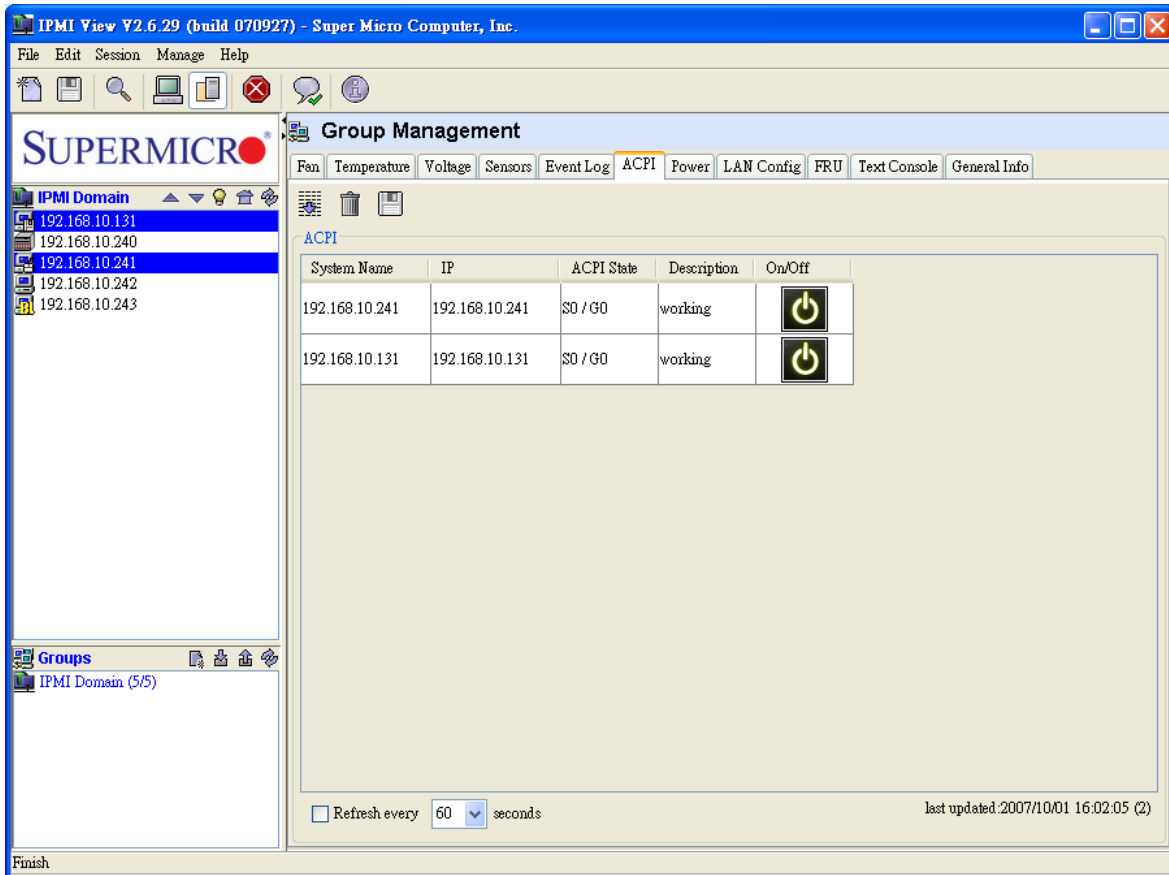 IPMI View V2.6.29 (build 070927) - Super Micro Computer, Inc.
File Edit Session Manage Help
SUPERMICRO
Group Management
Fan Temperature Voltage Sensors Event Log ACPI Power LAN Config FRU Text Console General Info
IPMI Domain
192.168.10.131
192.168.10.240
192.168.10.241
192.168.10.242
192.168.10.243
ACPI
System Name IP ACPI State Description On/Off
192.168.10.241 192.168.10.241 S0 / G0 working
192.168.10.131 192.168.10.131 S0 / G0 working
Groups
IPMI Domain (5/5)
Refresh every 60 seconds
last updated:2007/10/01 16:02:05 (2)
Finish